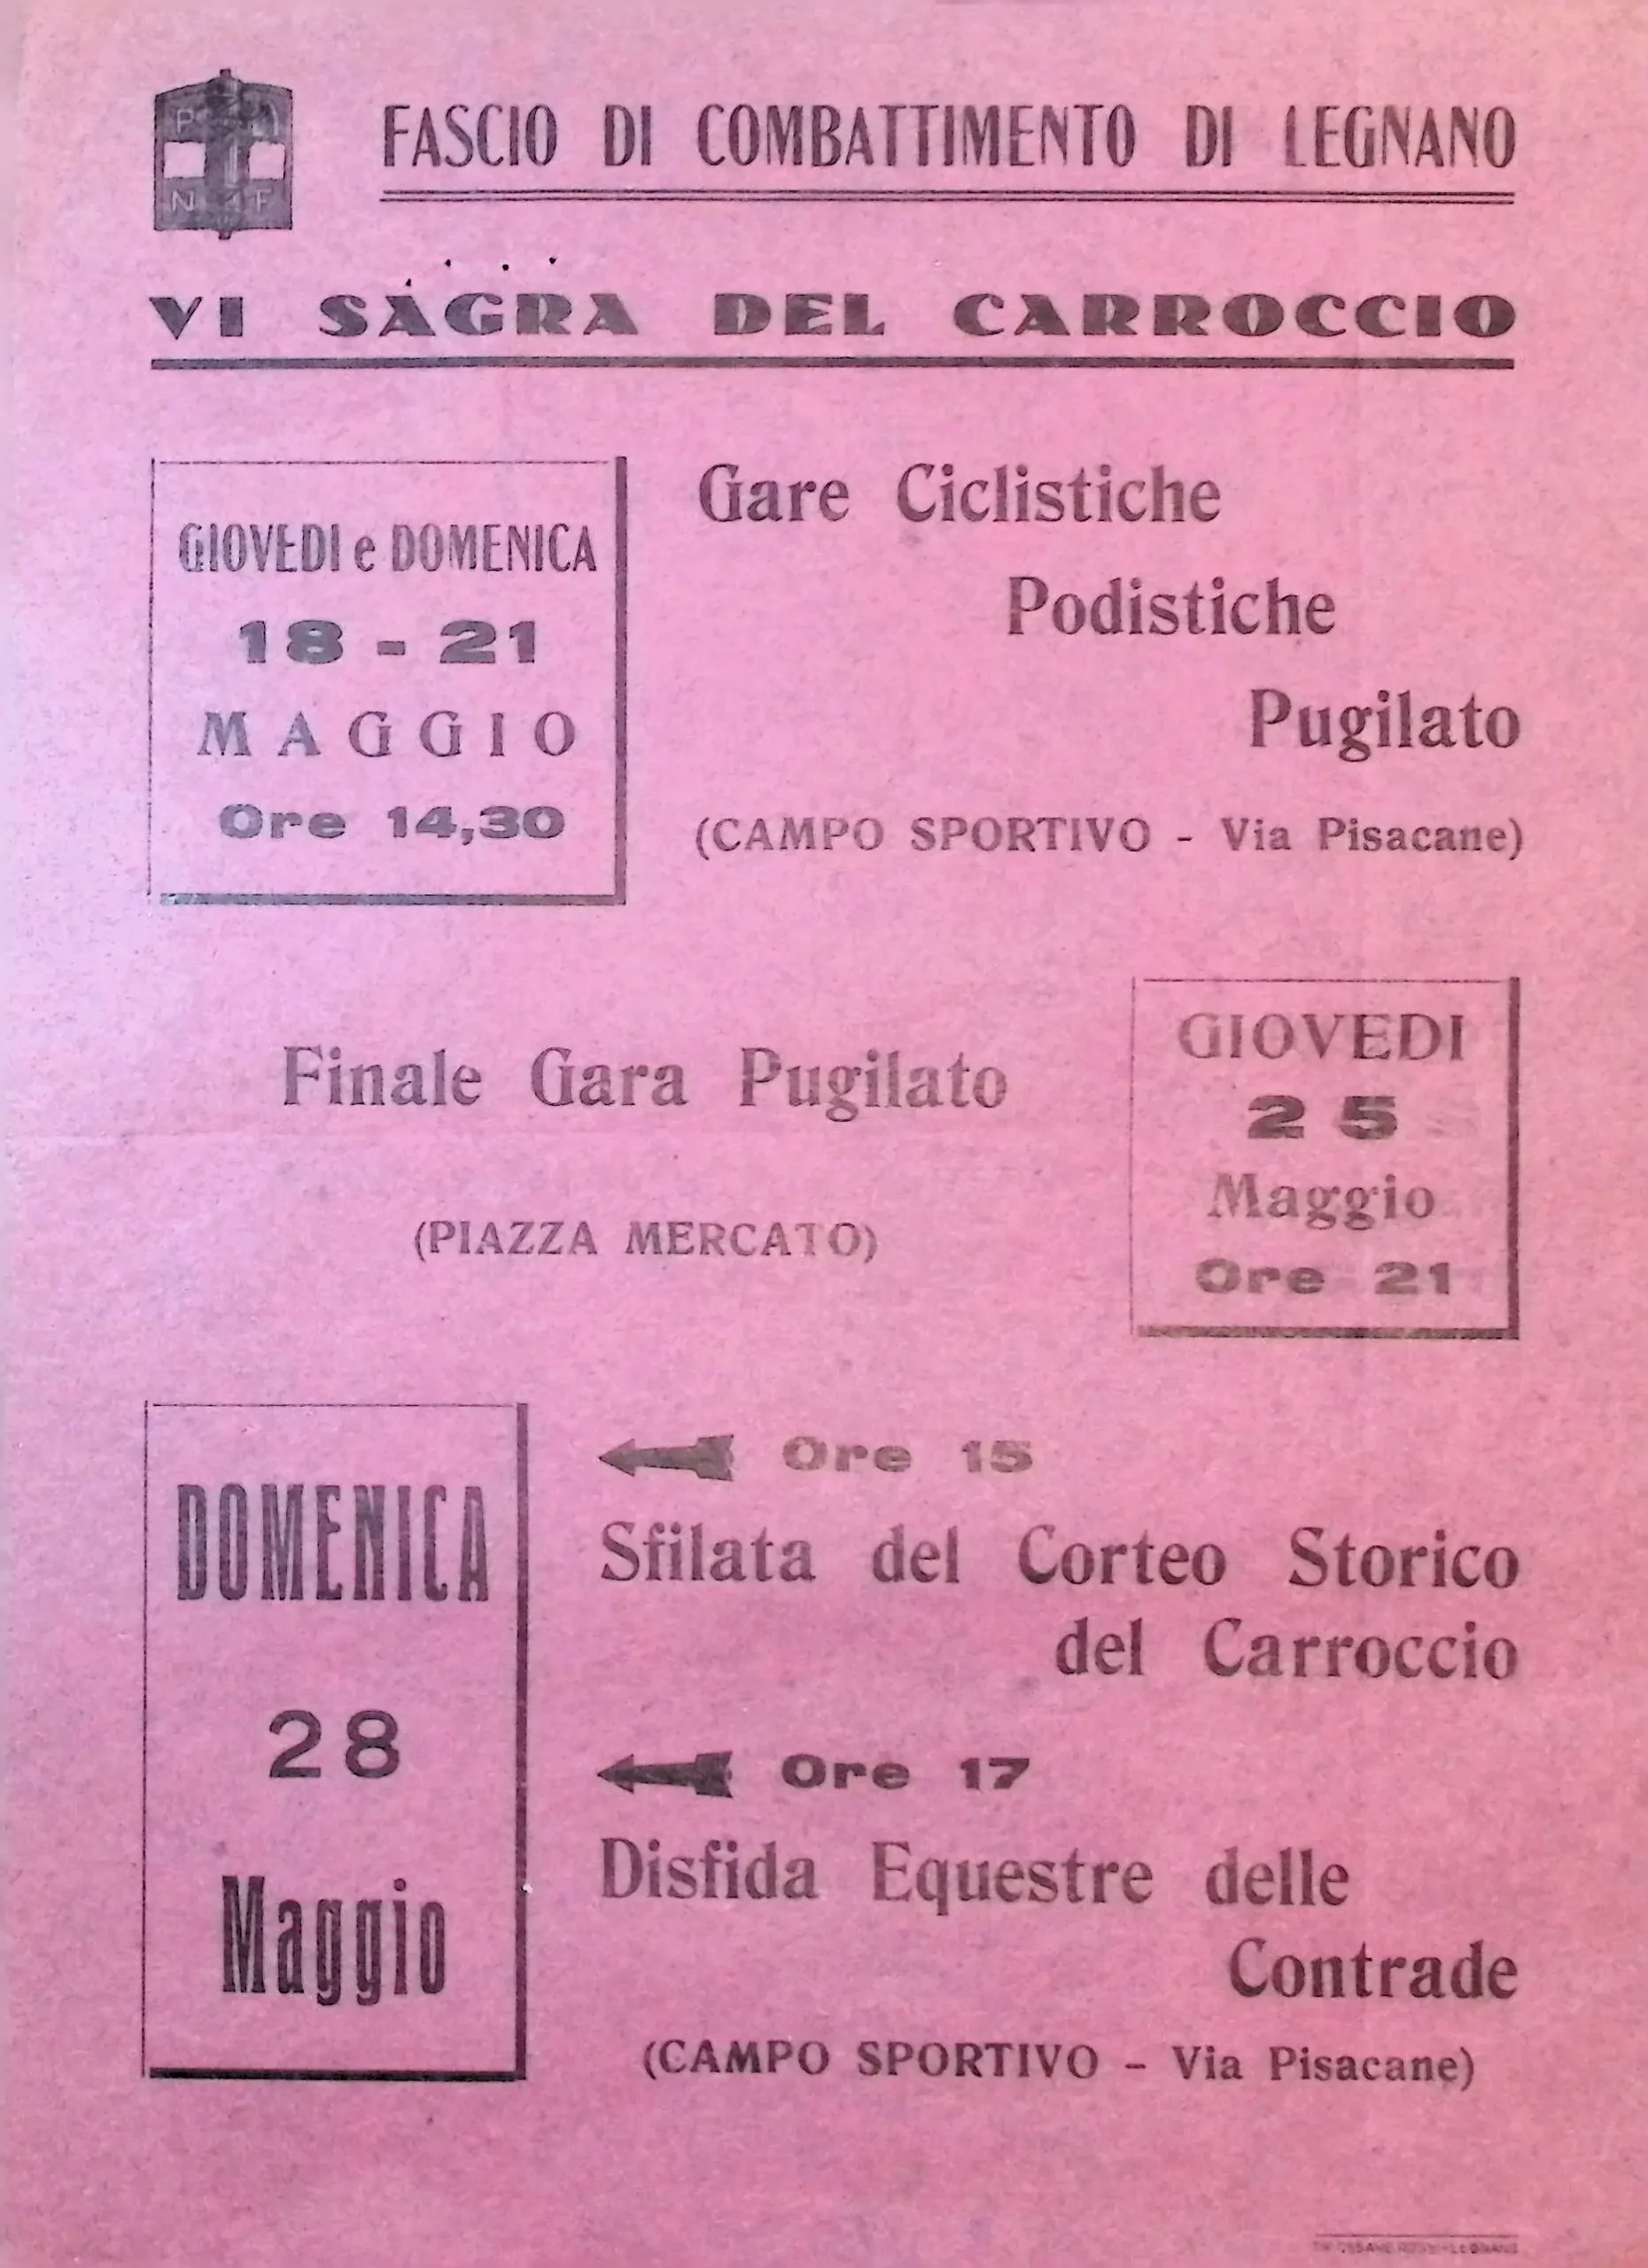 P N F
FASCIO DI COMBATTIMENTO DI LEGNANO
VI SAGRA DEL CARROCCIO
GIOVEDI e DOMENICA
18 - 21
MAGGIO
Ore 14,30
Gare Ciclistiche
Podistiche
Pugilato
(CAMPO SPORTIVO - Via Pisacane)
Finale Gara Pugilato
(PIAZZA MERCATO)
GIOVEDI
25
Maggio
Ore 21
DOMENICA
28
Maggio
Ore 15
Sfilata del Corteo Storico
del Carroccio
Ore 17
Disfida Equestre delle
Contrade
(CAMPO SPORTIVO - Via Pisacane)
LEGNANO